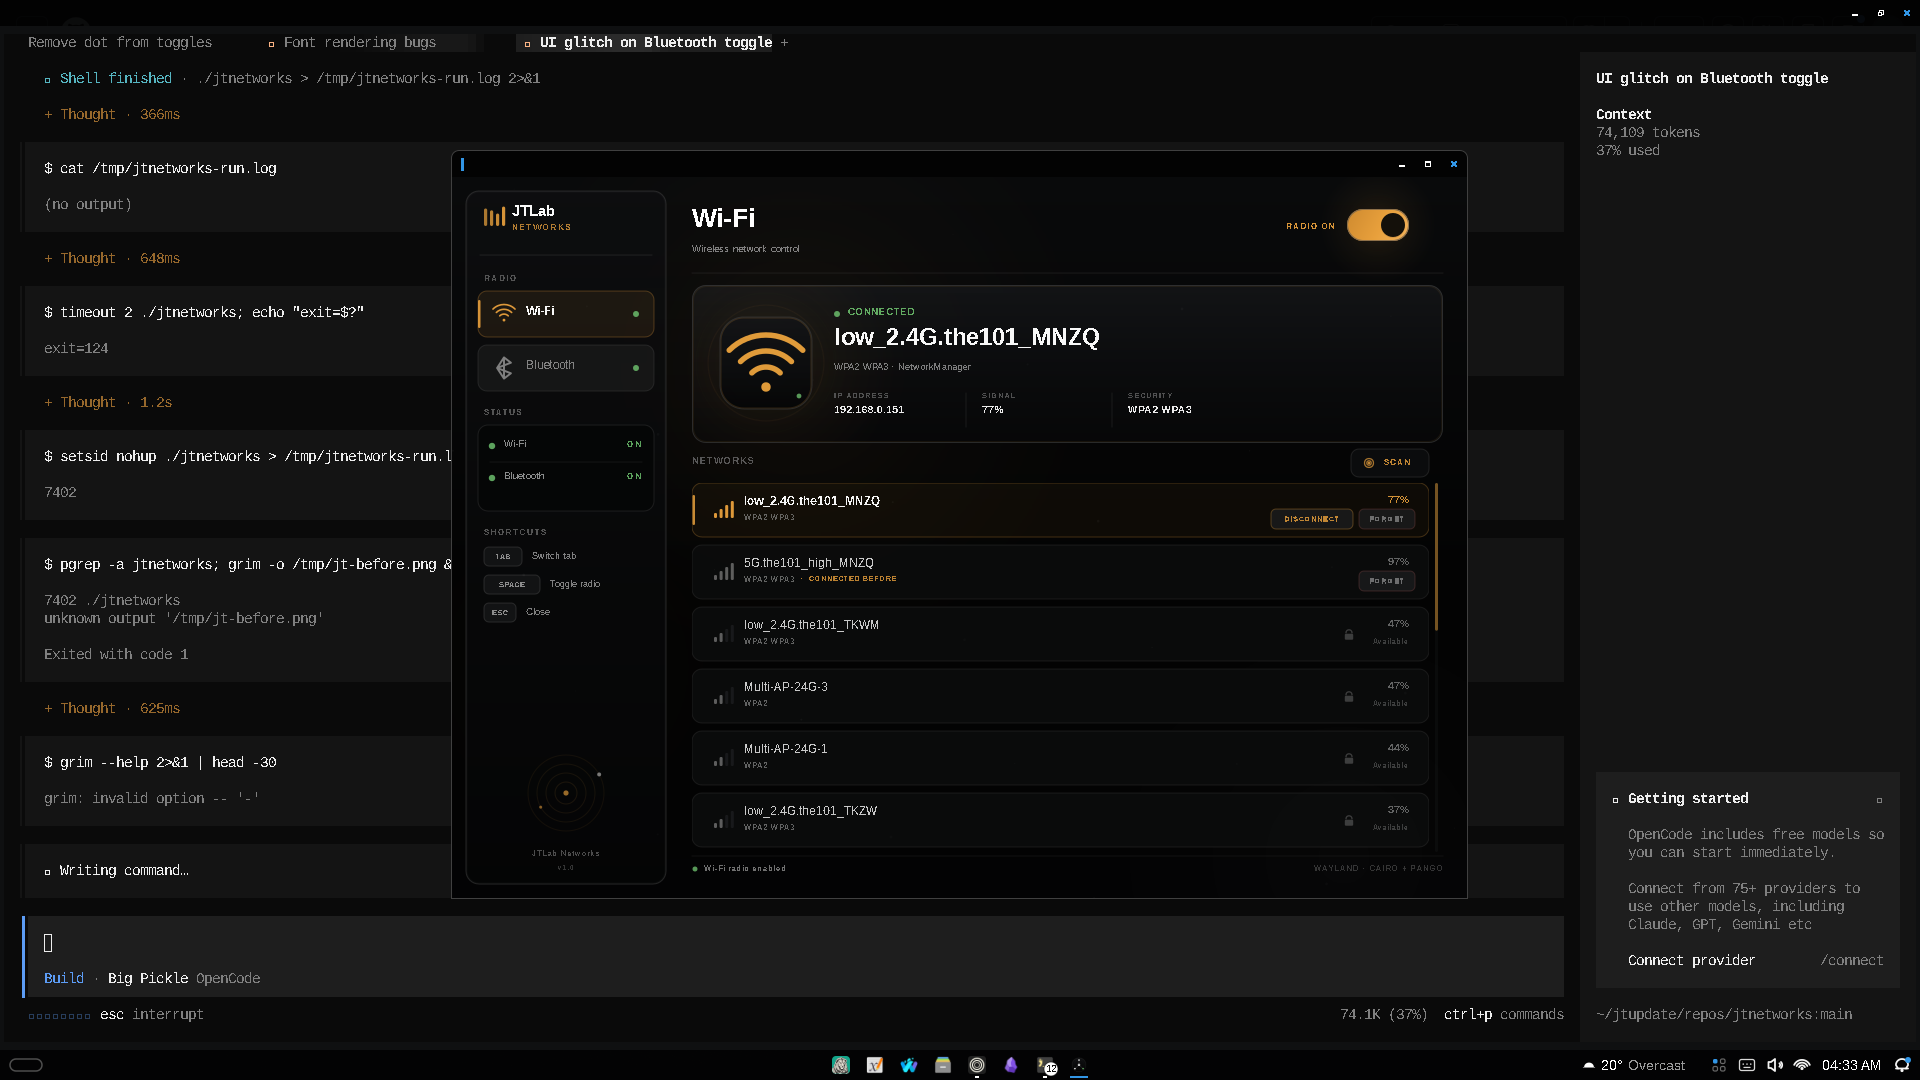 Remove dot from toggles
Font rendering bugs
UI glitch on Bluetooth toggle +
Shell finished · ./jtnetworks > /tmp/jtnetworks-run.log 2>&1
+ Thought · 366ms
$ cat /tmp/jtnetworks-run.log
(no output)
+ Thought · 648ms
$ timeout 2 ./jtnetworks; echo "exit=$?"
exit=124
+ Thought · 1.2s
$ setsid nohup ./jtnetworks > /tmp/jtnetworks-run.l
7402
$ pgrep -a jtnetworks; grim -o /tmp/jt-before.png &
7402 ./jtnetworks
unknown output '/tmp/jt-before.png'
Exited with code 1
+ Thought · 625ms
$ grim --help 2>&1 | head -30
grim: invalid option -- '-'
Writing command…
Build · Big Pickle OpenCode
esc interrupt
74.1K (37%) ctrl+p commands
JTLab
NETWORKS
RADIO
Wi-Fi
Bluetooth
STATUS
Wi-Fi ON
Bluetooth ON
SHORTCUTS
TAB Switch tab
SPACE Toggle radio
ESC Close
JTLab Networks
v1.0
Wi-Fi
Wireless network control
RADIO ON
CONNECTED
low_2.4G.the101_MNZQ
WPA2 WPA3 · NetworkManager
IP ADDRESS
192.168.0.151
SIGNAL
77%
SECURITY
WPA2 WPA3
NETWORKS
SCAN
low_2.4G.the101_MNZQ
WPA2 WPA3
77%
DISCONNECT
FORGET
5G.the101_high_MNZQ
WPA2 WPA3 · CONNECTED BEFORE
97%
FORGET
low_2.4G.the101_TKWM
WPA2 WPA3
47%
Available
Multi-AP-24G-3
WPA2
47%
Available
Multi-AP-24G-1
WPA2
44%
Available
low_2.4G.the101_TKZW
WPA2 WPA3
37%
Available
Wi-Fi radio enabled
WAYLAND · CAIRO + PANGO
UI glitch on Bluetooth toggle
Context
74,109 tokens
37% used
Getting started
OpenCode includes free models so
you can start immediately.
Connect from 75+ providers to
use other models, including
Claude, GPT, Gemini etc
Connect provider /connect
~/jtupdate/repos/jtnetworks:main
12
20° Overcast
04:33 AM